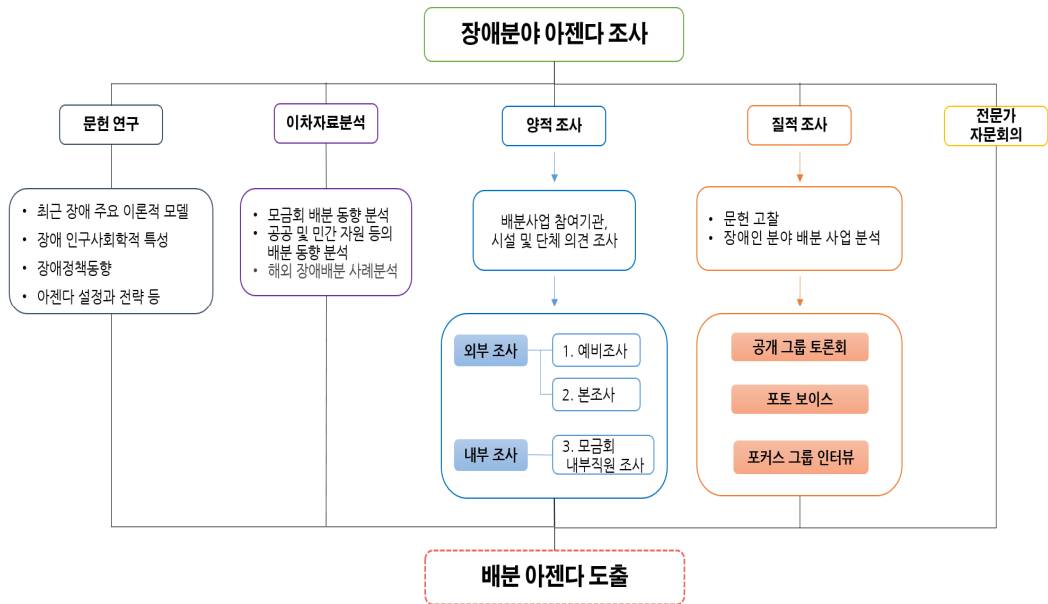 장애분야 아젠다 조사
문헌 연구
이차자료분석
양적 조사
질적 조사
전문가
자문회의
• 최근 장애 주요 이론적 모델
• 장애 인구사회학적 특성
• 장애정책동향
• 아젠다 설정과 전략 등
• 모금회 배분 동향 분석
• 공공 및 민간 자원 등의
배분 동향 분석
• 해외 장애배분 사례분석
배분사업 참여기관,
시설 및 단체 의견 조사
• 문헌 고찰
• 장애인 분야 배분 사업 분석
외부 조사
1. 예비조사
2. 본조사
내부 조사
3. 모금회
내부직원 조사
공개 그룹 토론회
포토 보이스
포커스 그룹 인터뷰
배분 아젠다 도출